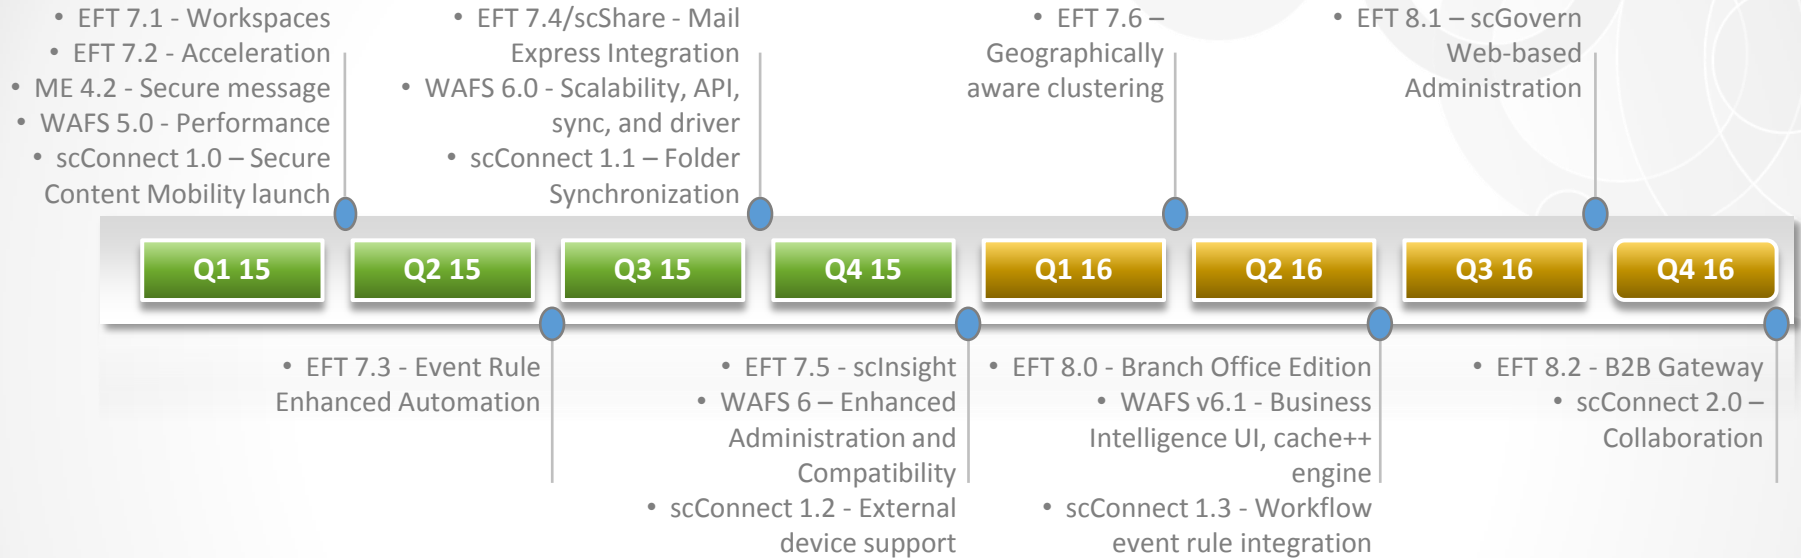 • EFT 7.1 - Workspaces
• EFT 7.2 - Acceleration
• ME 4.2 - Secure message
• WAFS 5.0 - Performance
• scConnect 1.0 – Secure
Content Mobility launch
• EFT 7.4/scShare - Mail
Express Integration
• WAFS 6.0 - Scalability, API,
sync, and driver
• scConnect 1.1 – Folder
Synchronization
• EFT 7.6 –
Geographically
aware clustering
• EFT 8.1 – scGovern
Web-based
Administration
Q1 15
Q2 15
Q3 15
Q4 15
Q1 16
Q2 16
Q3 16
Q4 16
• EFT 7.3 - Event Rule
Enhanced Automation
• EFT 7.5 - scInsight
• WAFS 6 – Enhanced
Administration and
Compatibility
• scConnect 1.2 - External
device support
• EFT 8.0 - Branch Office Edition
• WAFS v6.1 - Business
Intelligence UI, cache++
engine
• scConnect 1.3 - Workflow
event rule integration
• EFT 8.2 - B2B Gateway
• scConnect 2.0 –
Collaboration